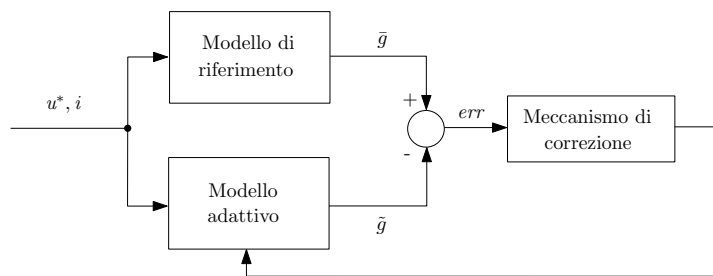 Modello di
riferimento
ḡ
u*, i
+
err
Meccanismo di
correzione
-
Modello
adattivo
g̃